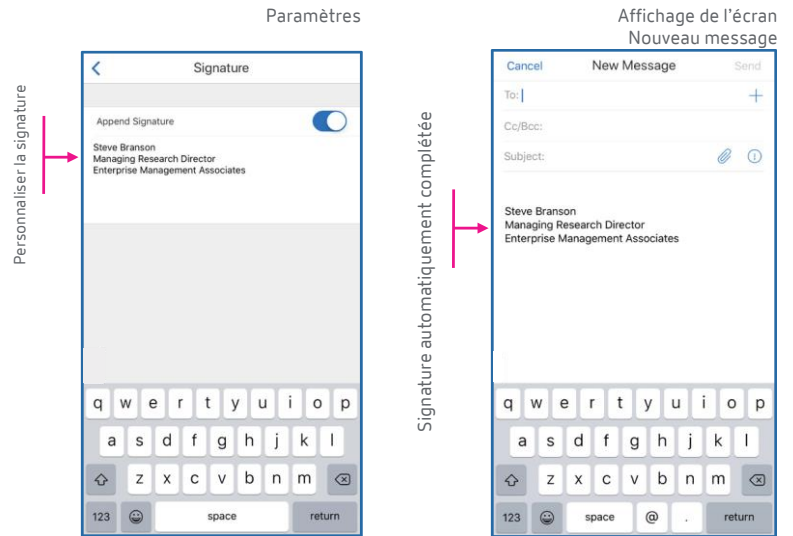 Paramètres
Signature
Personnaliser la signature
Append Signature
Steve Branson
Managing Research Director
Enterprise Management Associates
q w e r t y u i o p
a s d f g h j k l
z x c v b n m
123 space return
Affichage de l'écran
Nouveau message
Cancel New Message Send
To:
Cc/Bcc:
Subject:
Signature automatiquement complétée
Steve Branson
Managing Research Director
Enterprise Management Associates
q w e r t y u i o p
a s d f g h j k l
z x c v b n m
123 space @ . return